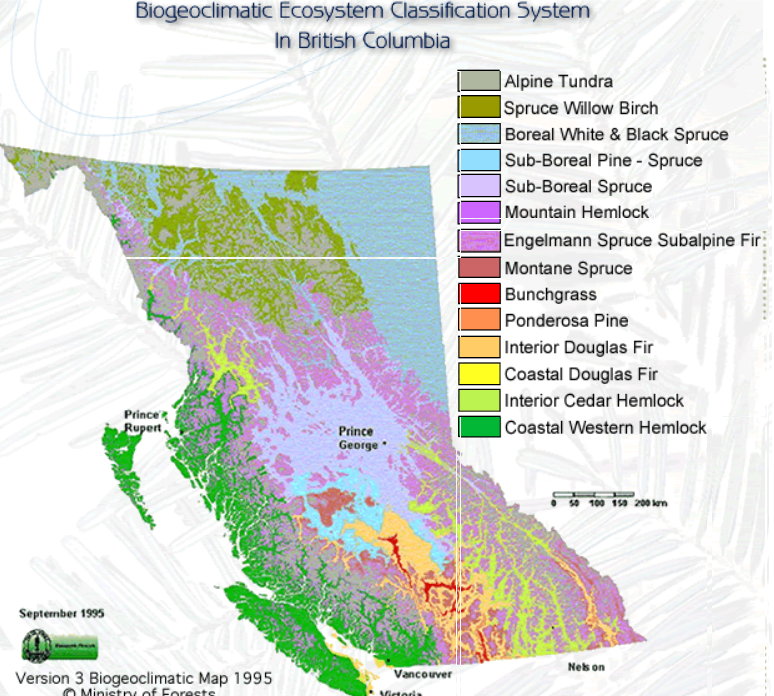 Biogeoclimatic Ecosystem Classification System
In British Columbia
Alpine Tundra
Spruce Willow Birch
Boreal White & Black Spruce
Sub-Boreal Pine - Spruce
Sub-Boreal Spruce
Mountain Hemlock
Engelmann Spruce Subalpine Fir
Montane Spruce
Bunchgrass
Ponderosa Pine
Interior Douglas Fir
Coastal Douglas Fir
Interior Cedar Hemlock
Coastal Western Hemlock
Prince
Rupert
Prince
George
0 50 100 150 200 km
September 1995
Nelson
Vancouver
Victoria
Version 3 Biogeoclimatic Map 1995
© Ministry of Forests